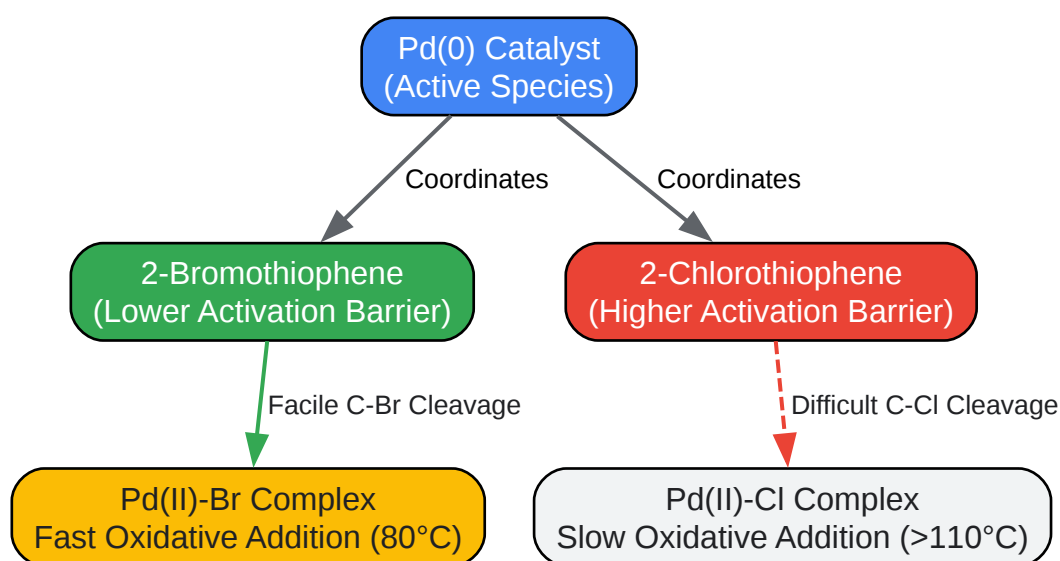 Pd(0) Catalyst
(Active Species)
Coordinates
Coordinates
2-Bromothiophene
(Lower Activation Barrier)
2-Chlorothiophene
(Higher Activation Barrier)
Facile C-Br Cleavage
Difficult C-Cl Cleavage
Pd(II)-Br Complex
Fast Oxidative Addition (80°C)
Pd(II)-Cl Complex
Slow Oxidative Addition (>110°C)